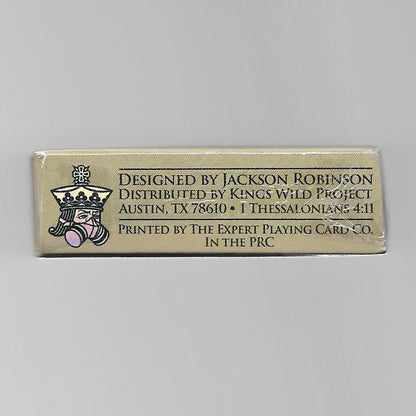 Designed by Jackson Robinson
Distributed by Kings Wild Project
Austin, TX 78610 • 1 Thessalonians 4:11
Printed by The Expert Playing Card Co.
In the PRC